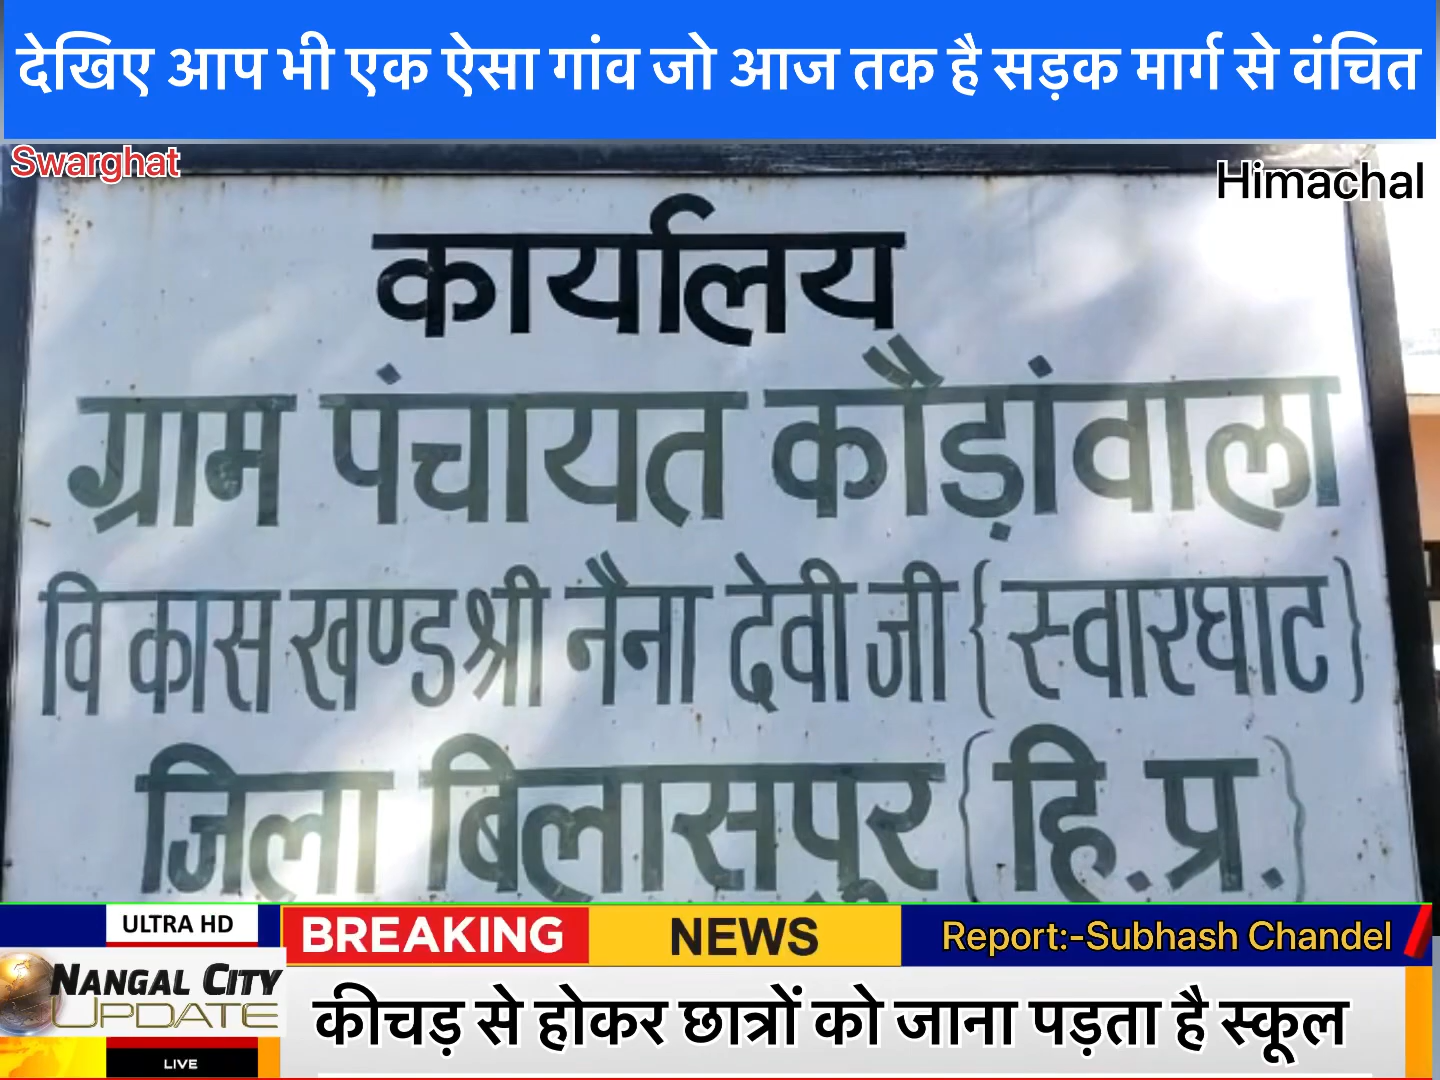 देखिए आप भी एक ऐसा गांव जो आज तक है सड़क मार्ग से वंचित
Swarghat
Himachal
कार्यालय
ग्राम पंचायत कौड़ांवाला
विकास खण्ड श्री नैना देवी जी {स्वारघाट}
जिला बिलासपुर {हि.प्र.}
ULTRA HD
BREAKING NEWS
Report:-Subhash Chandel
NANGAL CITY
UPDATE
LIVE
कीचड़ से होकर छात्रों को जाना पड़ता है स्कूल